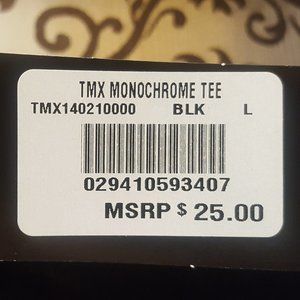 TMX MONOCHROME TEE
TMX140210000 BLK L
029410593407
MSRP $ 25.00